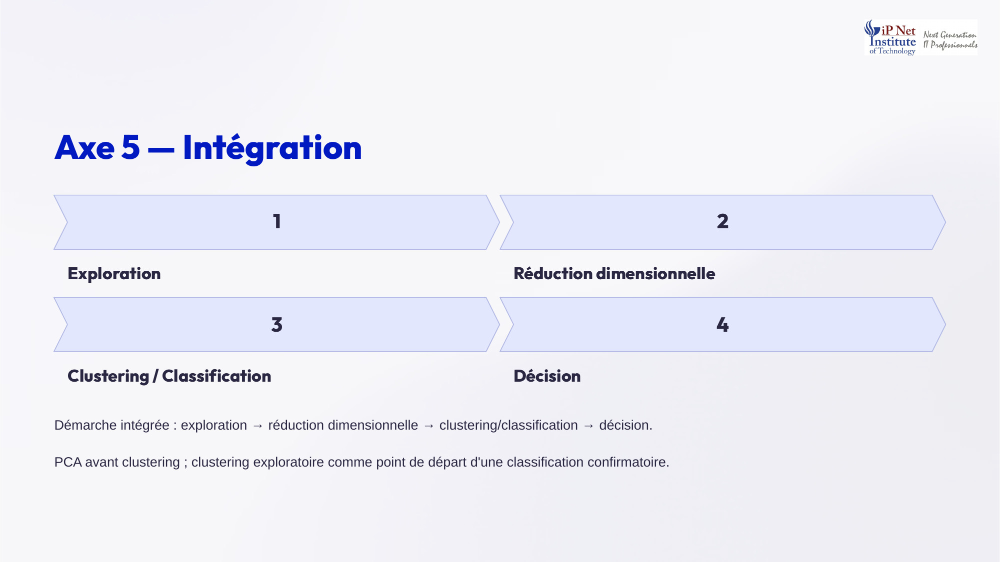 iP Net
Institute
of Technology
Next Generation
IT Professionnels
Axe 5 — Intégration
1
2
Exploration
Réduction dimensionnelle
3
4
Clustering / Classification
Décision
Démarche intégrée : exploration → réduction dimensionnelle → clustering/classification → décision.
PCA avant clustering ; clustering exploratoire comme point de départ d'une classification confirmatoire.